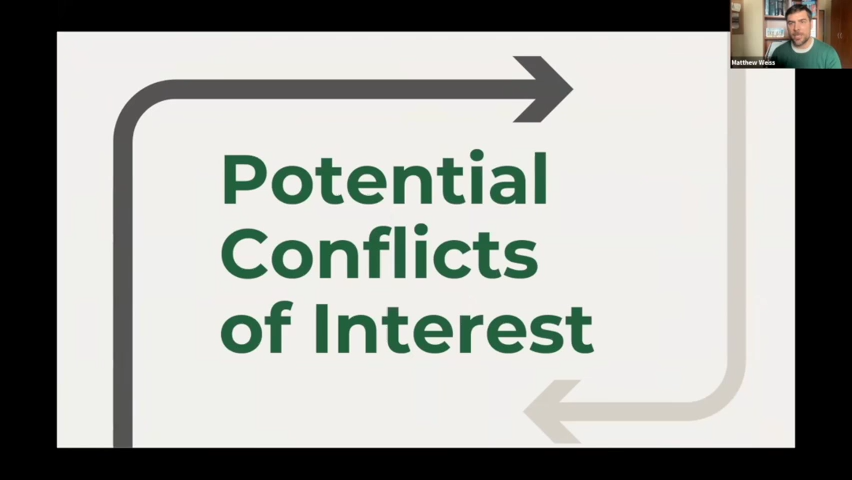 Matthew Weiss
Potential
Conflicts
of Interest